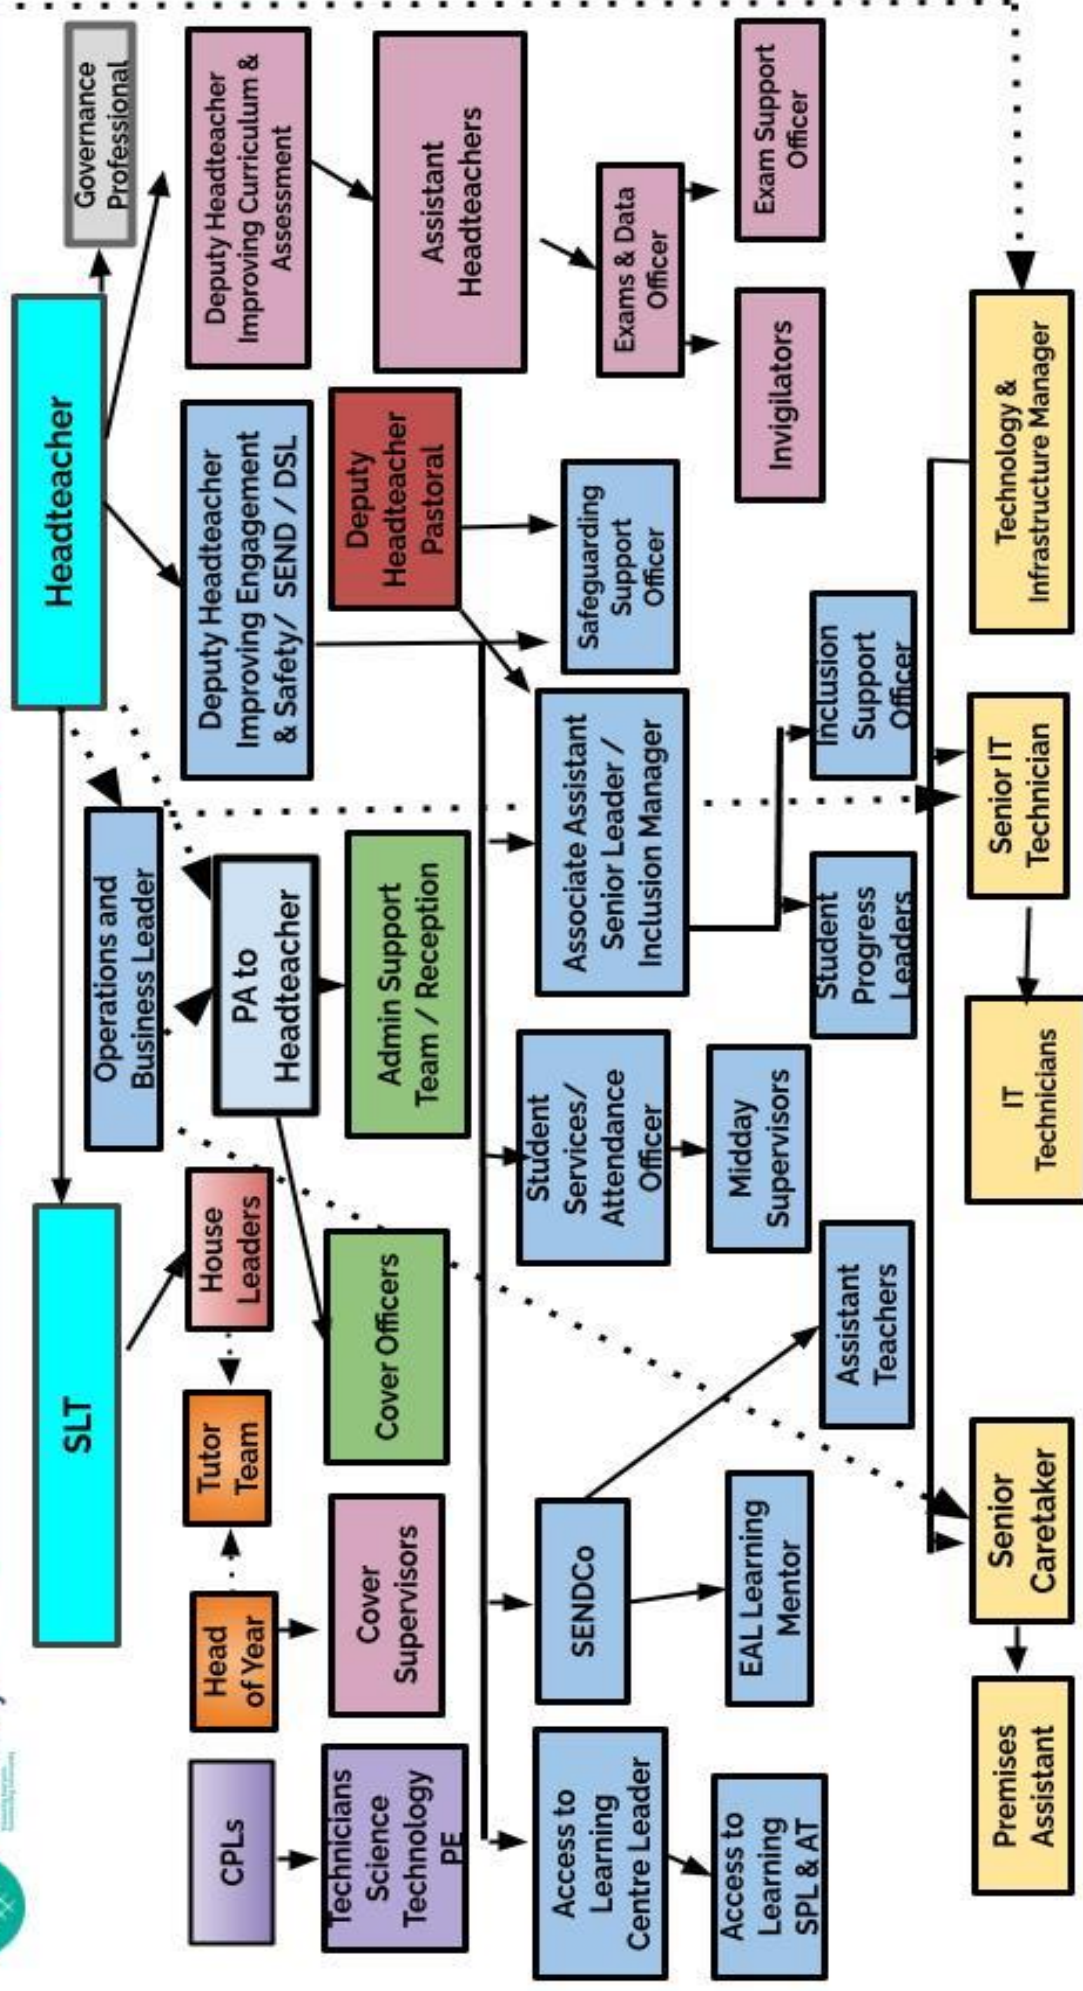 SLT
Headteacher
Governance
Professional
Operations and
Business Leader
CPLs
Head
of Year
Tutor
Team
House
Leaders
PA to
Headteacher
Deputy Headteacher
Improving Engagement
& Safety/ SEND / DSL
Deputy Headteacher
Improving Curriculum &
Assessment
Technicians
Science
Technology
PE
Cover
Supervisors
Cover Officers
Admin Support
Team / Reception
Deputy
Headteacher
Pastoral
Assistant
Headteachers
Access to
Learning
Centre Leader
SENDCo
Student
Services/
Attendance
Officer
Associate Assistant
Senior Leader /
Inclusion Manager
Safeguarding
Support
Officer
Exams & Data
Officer
Access to
Learning
SPL & AT
EAL Learning
Mentor
Midday
Supervisors
Invigilators
Exam Support
Officer
Assistant
Teachers
Student
Progress
Leaders
Inclusion
Support
Officer
Premises
Assistant
Senior
Caretaker
IT
Technicians
Senior IT
Technician
Technology &
Infrastructure Manager